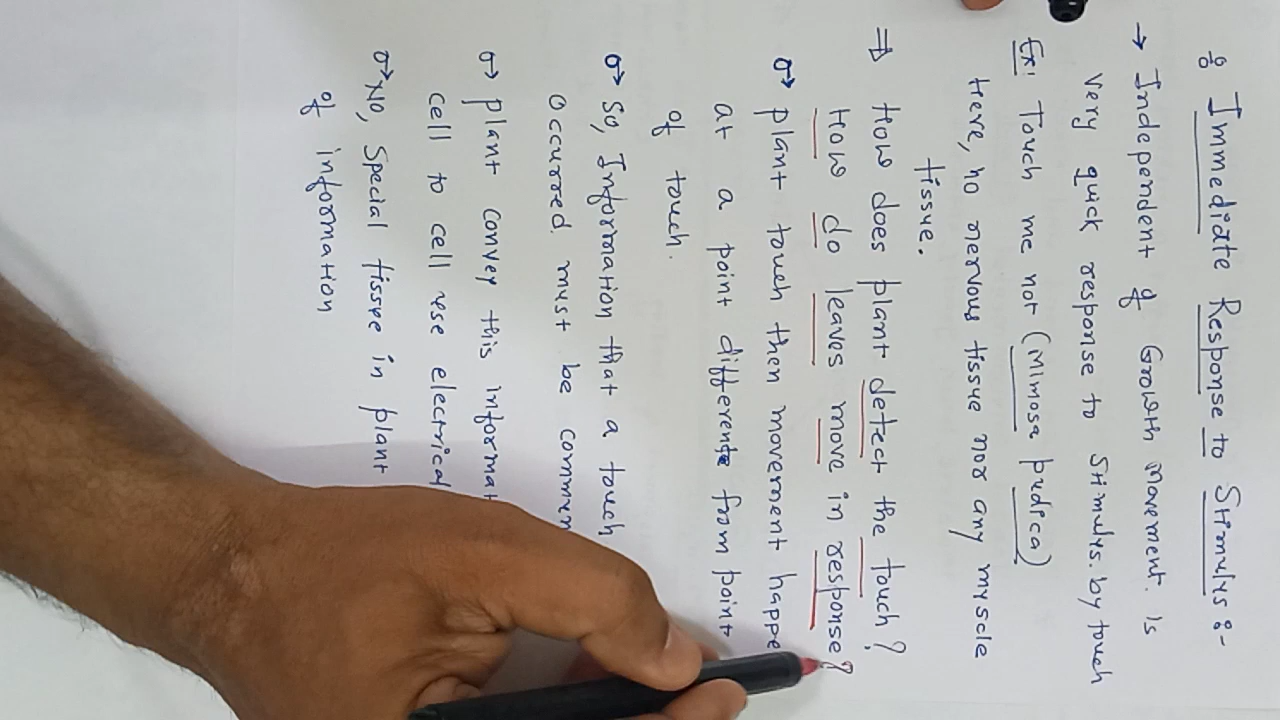 % Immediate Response to Stimulus :-
→ Independent of Growth movement. Is
very quick response to stimulus. by touch
Ex: Touch me not (Mimosa pudica)
Here, no nervous tissue nor any muscle
tissue.
⇒ How does plant detect the touch?
How do leaves move in response?
→ plant touch then movement happe
at a point different from point
of touch.
→ So, Information that a touch
occurred must be commen
→ plant convey this informat
cell to cell use electrical
→ No, special tissue in plant
of information